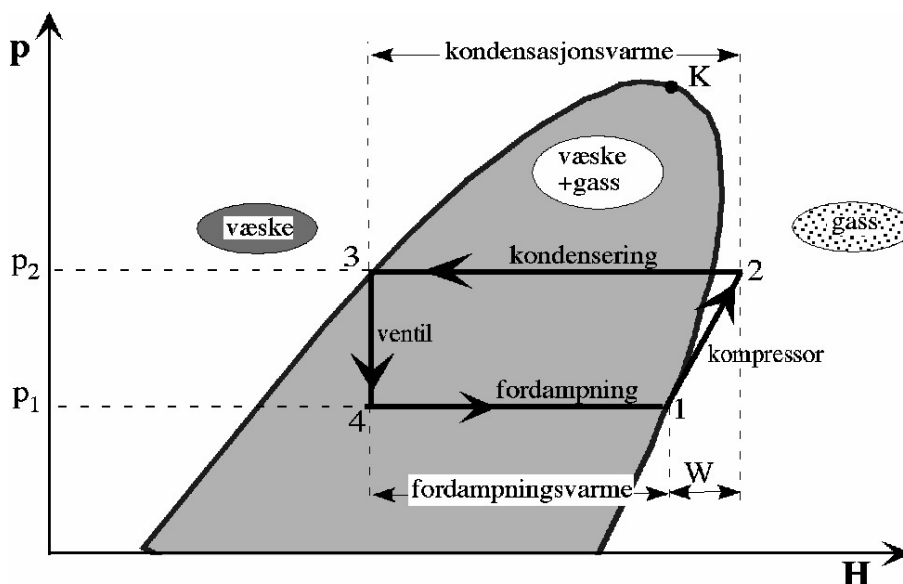 p
kondensasjonsvarme
K
væske
+gass
væske
gass
p2
3
kondensering
2
ventil
kompressor
p1
fordampning
4
1
W
fordampningsvarme
H